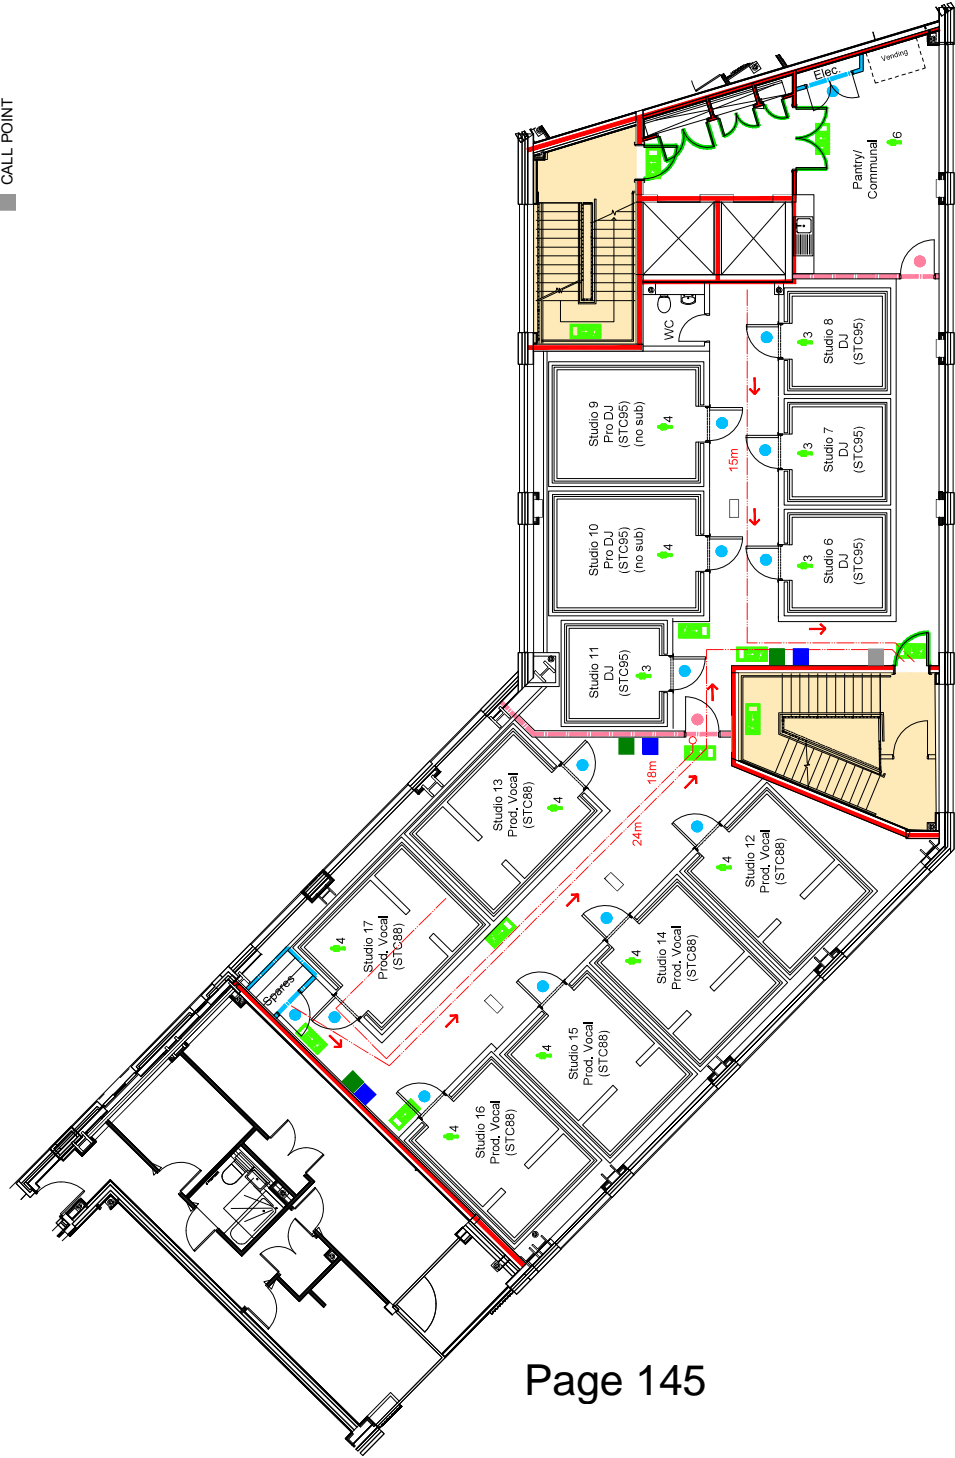 CALL POINT
Vending
Elec.
6
Pantry/
Communal
WC
3
Studio 8
DJ
(STC95)
Studio 9
Pro DJ
(STC95)
(no sub)
4
3
Studio 7
DJ
(STC95)
15m
Studio 10
Pro DJ
(STC95)
(no sub)
4
3
Studio 6
DJ
(STC95)
Studio 11
DJ
(STC95)
3
18m
24m
Studio 13
Prod. Vocal
(STC88)
4
4
Studio 12
Prod. Vocal
(STC88)
4
Studio 17
Prod. Vocal
(STC88)
4
Studio 14
Prod. Vocal
(STC88)
Spares
4
Studio 15
Prod. Vocal
(STC88)
4
Studio 16
Prod. Vocal
(STC88)
Page 145